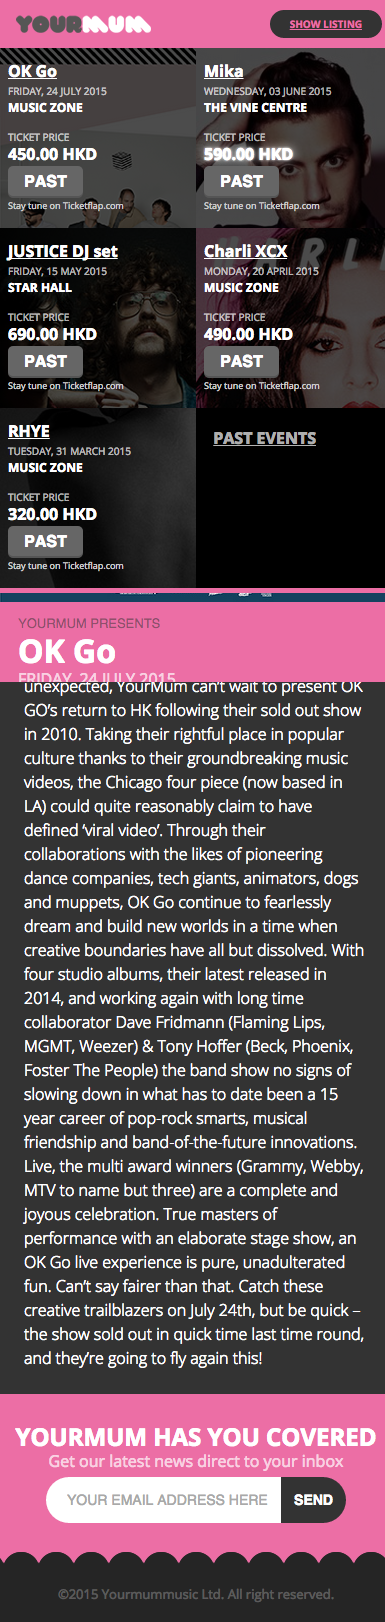 YOURMUM
SHOW LISTING
OK Go
FRIDAY, 24 JULY 2015
MUSIC ZONE
TICKET PRICE
450.00 HKD
PAST
Stay tune on Ticketflap.com
Mika
WEDNESDAY, 03 JUNE 2015
THE VINE CENTRE
TICKET PRICE
590.00 HKD
PAST
Stay tune on Ticketflap.com
JUSTICE DJ set
FRIDAY, 15 MAY 2015
STAR HALL
TICKET PRICE
690.00 HKD
PAST
Stay tune on Ticketflap.com
Charli XCX
MONDAY, 20 APRIL 2015
MUSIC ZONE
TICKET PRICE
490.00 HKD
PAST
Stay tune on Ticketflap.com
RHYE
TUESDAY, 31 MARCH 2015
MUSIC ZONE
TICKET PRICE
320.00 HKD
PAST
Stay tune on Ticketflap.com
PAST EVENTS
YOURMUM PRESENTS
OK Go
FRIDAY, 24 JULY 2015
unexpected, YourMum can’t wait to present OK
GO’s return to HK following their sold out show
in 2010. Taking their rightful place in popular
culture thanks to their groundbreaking music
videos, the Chicago four piece (now based in
LA) could quite reasonably claim to have
defined ‘viral video’. Through their
collaborations with the likes of pioneering
dance companies, tech giants, animators, dogs
and muppets, OK Go continue to fearlessly
dream and build new worlds in a time when
creative boundaries have all but dissolved. With
four studio albums, their latest released in
2014, and working again with long time
collaborator Dave Fridmann (Flaming Lips,
MGMT, Weezer) & Tony Hoffer (Beck, Phoenix,
Foster The People) the band show no signs of
slowing down in what has to date been a 15
year career of pop-rock smarts, musical
friendship and band-of-the-future innovations.
Live, the multi award winners (Grammy, Webby,
MTV to name but three) are a complete and
joyous celebration. True masters of
performance with an elaborate stage show, an
OK Go live experience is pure, unadulterated
fun. Can’t say fairer than that. Catch these
creative trailblazers on July 24th, but be quick –
the show sold out in quick time last time round,
and they’re going to fly again this!
YOURMUM HAS YOU COVERED
Get our latest news direct to your inbox
YOUR EMAIL ADDRESS HERE
SEND
©2015 Yourmummusic Ltd. All right reserved.